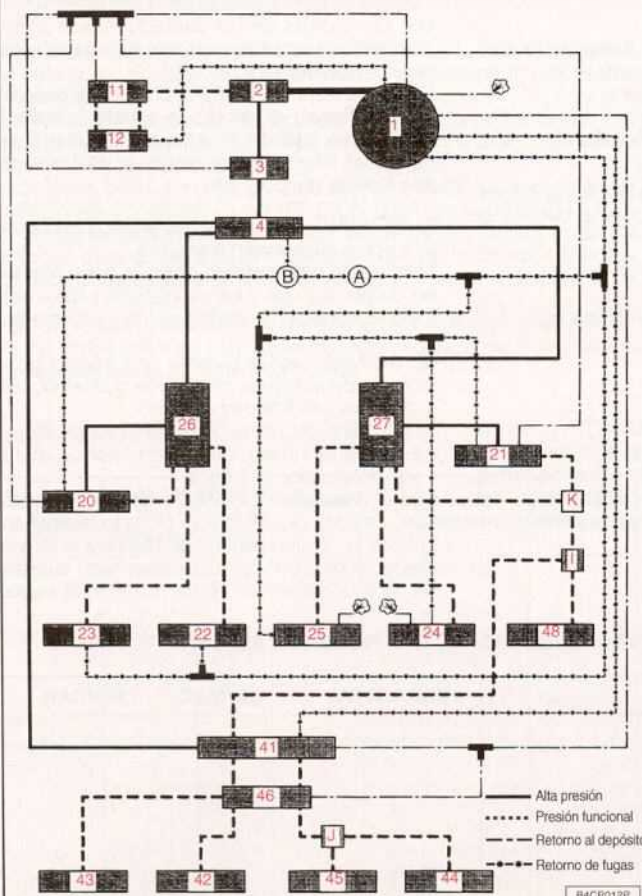 11
2
1
12
3
4
B
A
26
27
21
20
K
I
23
22
25
24
48
41
46
J
43
42
45
44
Alta presión
Presión funcional
Retorno al depósito
Retorno de fugas